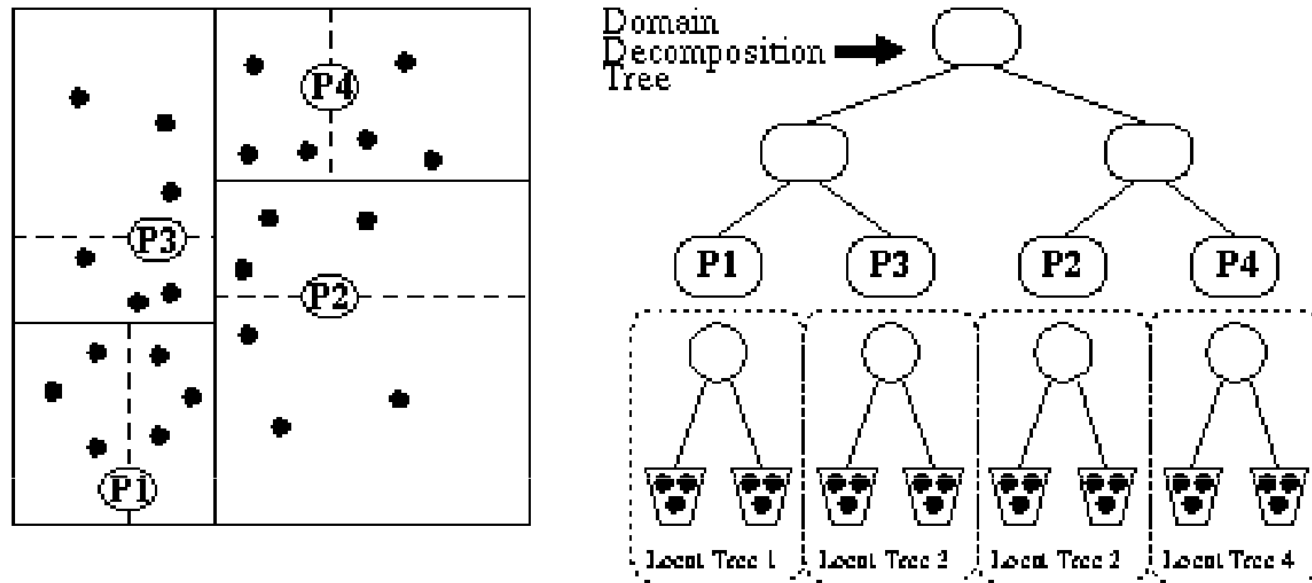 P4
P3
P2
P1
Domain
Decomposition
Tree
P1 P3 P2 P4
Local Tree 1 Local Tree 3 Local Tree 2 Local Tree 4